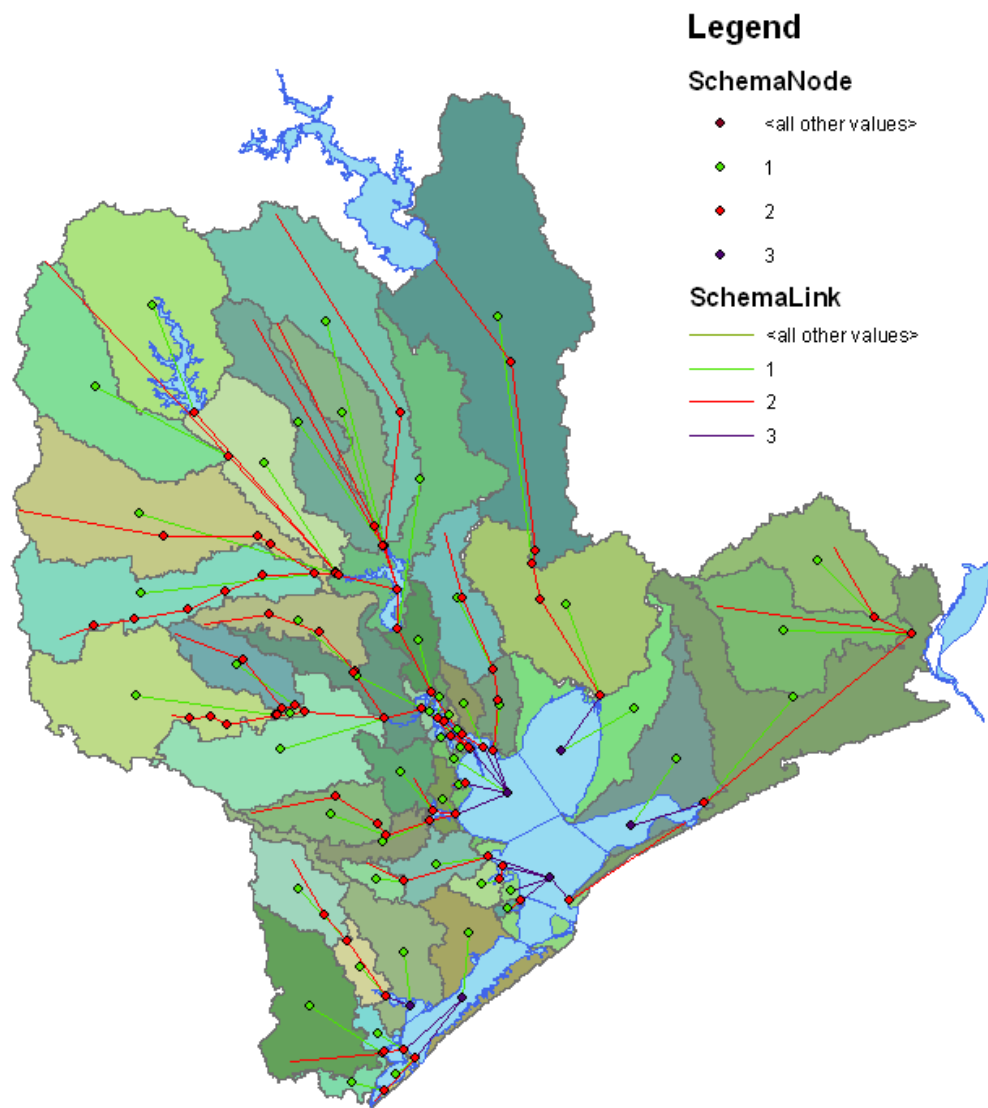 Legend
SchemaNode
<all other values>
1
2
3
SchemaLink
<all other values>
1
2
3